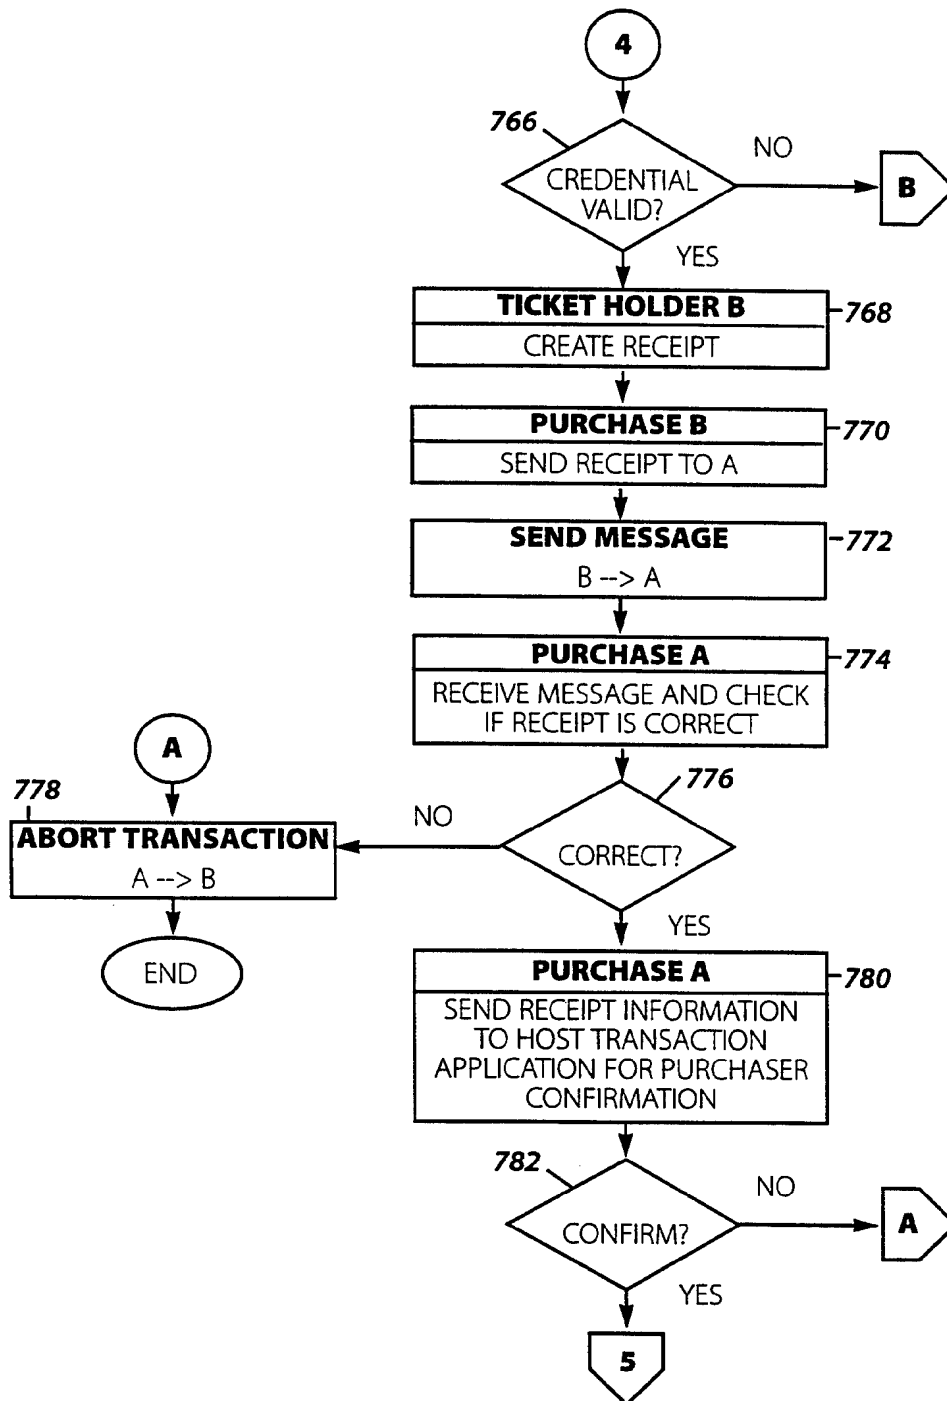 4
766
CREDENTIAL
VALID?
NO
B
YES
TICKET HOLDER B
768
CREATE RECEIPT
PURCHASE B
770
SEND RECEIPT TO A
SEND MESSAGE
772
B --> A
PURCHASE A
774
RECEIVE MESSAGE AND CHECK
IF RECEIPT IS CORRECT
A
778
776
ABORT TRANSACTION
A --> B
NO
CORRECT?
END
YES
PURCHASE A
780
SEND RECEIPT INFORMATION
TO HOST TRANSACTION
APPLICATION FOR PURCHASER
CONFIRMATION
782
CONFIRM?
NO
A
YES
5